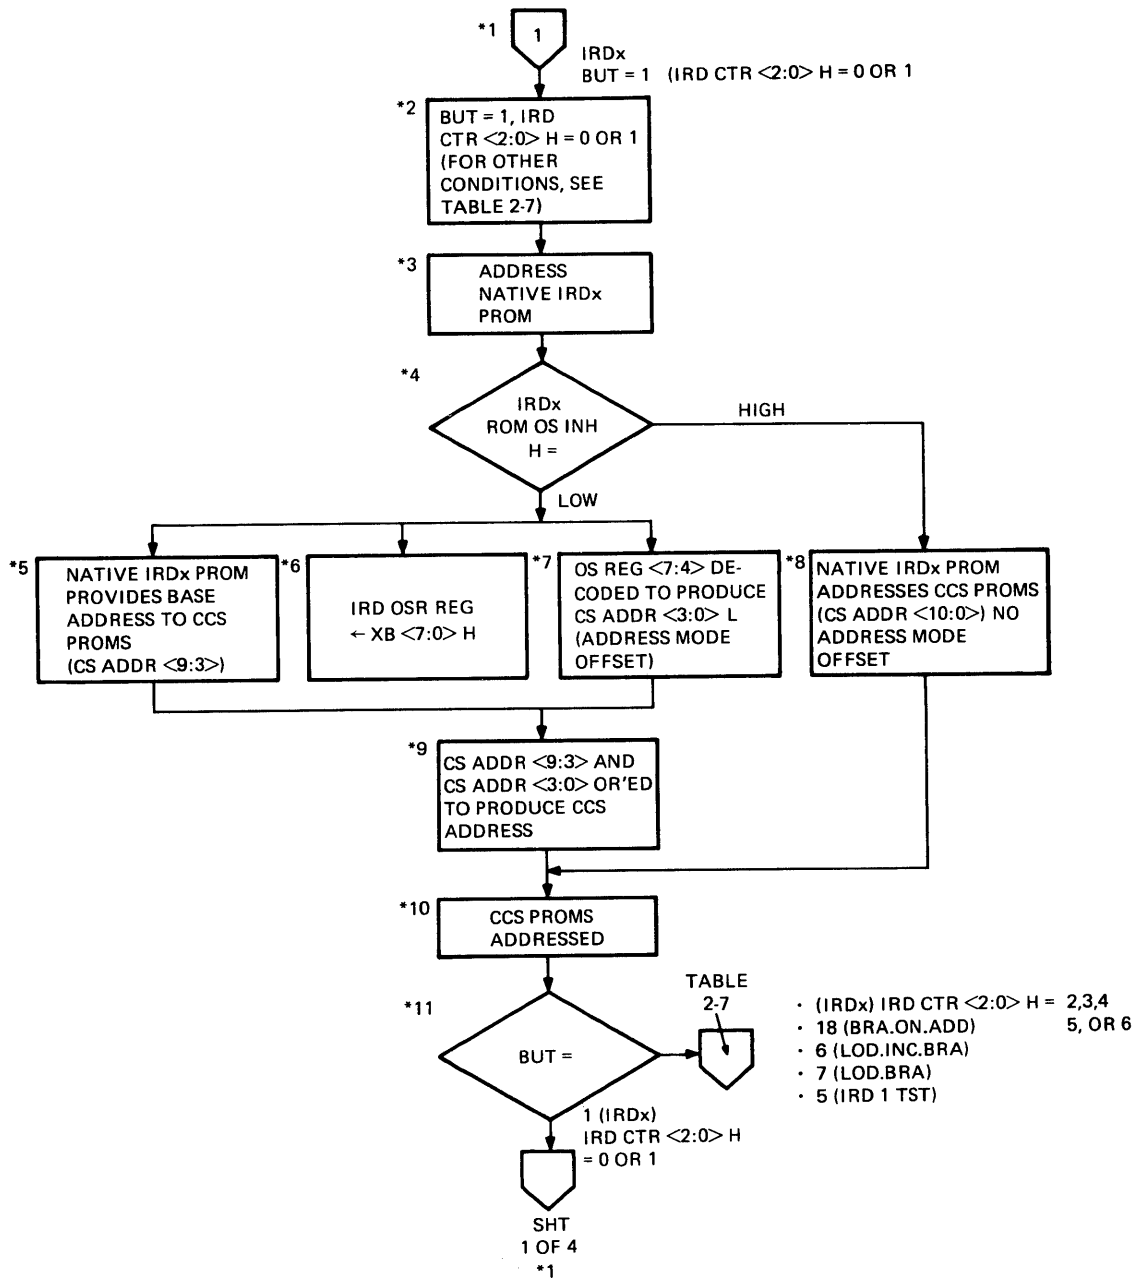 *1
1
IRDx
BUT = 1 (IRD CTR <2:0> H = 0 OR 1
*2
BUT = 1, IRD
CTR <2:0> H = 0 OR 1
(FOR OTHER
CONDITIONS, SEE
TABLE 2-7)
*3
ADDRESS
NATIVE IRDx
PROM
*4
IRDx
ROM OS INH
H =
HIGH
LOW
*5
NATIVE IRDx PROM
PROVIDES BASE
ADDRESS TO CCS
PROMS
(CS ADDR <9:3>)
*6
IRD OSR REG
← XB <7:0> H
*7
OS REG <7:4> DE-
CODED TO PRODUCE
CS ADDR <3:0> L
(ADDRESS MODE
OFFSET)
*8
NATIVE IRDx PROM
ADDRESSES CCS PROMS
(CS ADDR <10:0>) NO
ADDRESS MODE
OFFSET
*9
CS ADDR <9:3> AND
CS ADDR <3:0> OR'ED
TO PRODUCE CCS
ADDRESS
*10
CCS PROMS
ADDRESSED
*11
BUT =
TABLE
2-7
· (IRDx) IRD CTR <2:0> H = 2,3,4
· 18 (BRA.ON.ADD) 5, OR 6
· 6 (LOD.INC.BRA)
· 7 (LOD.BRA)
· 5 (IRD 1 TST)
1 (IRDx)
IRD CTR <2:0> H
= 0 OR 1
SHT
1 OF 4
*1